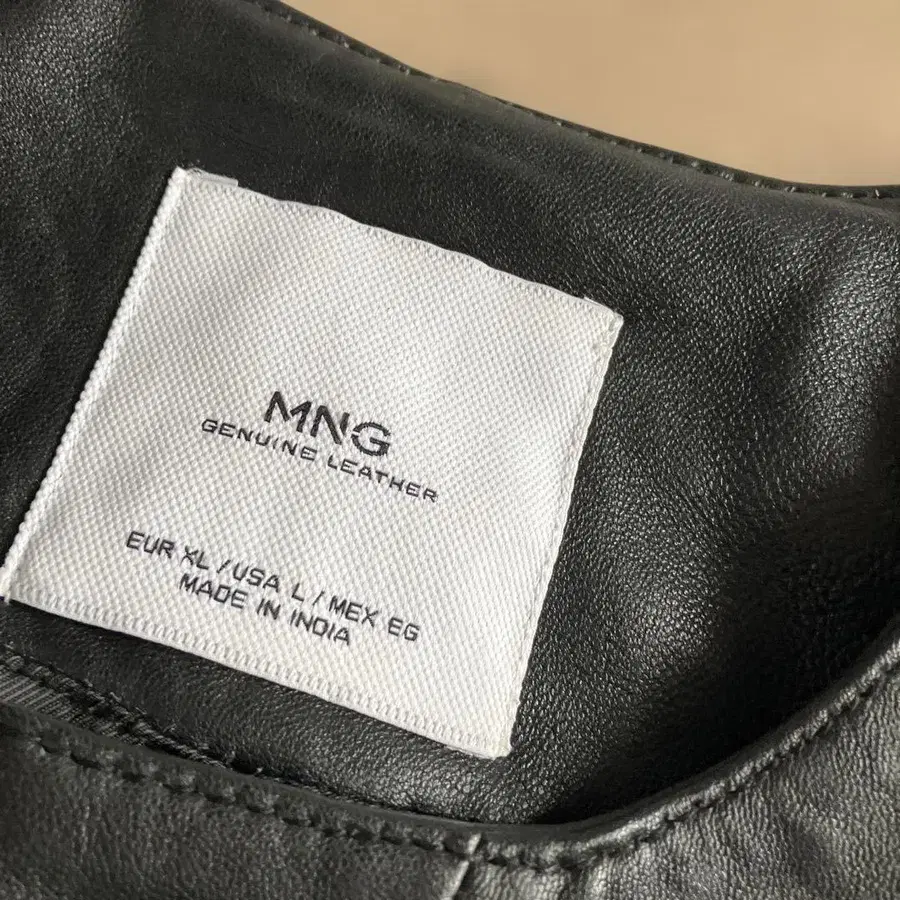 MNG
GENUINE LEATHER
EUR XL / USA L / MEX EG
MADE IN INDIA